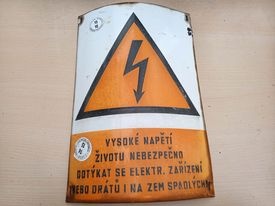 VYSOKÉ NAPĚTÍ
ŽIVOTU NEBEZPEČNO
DOTÝKAT SE ELEKTR. ZAŘÍZENÍ
NEBO DRÁTŮ I NA ZEM SPADLÝCH